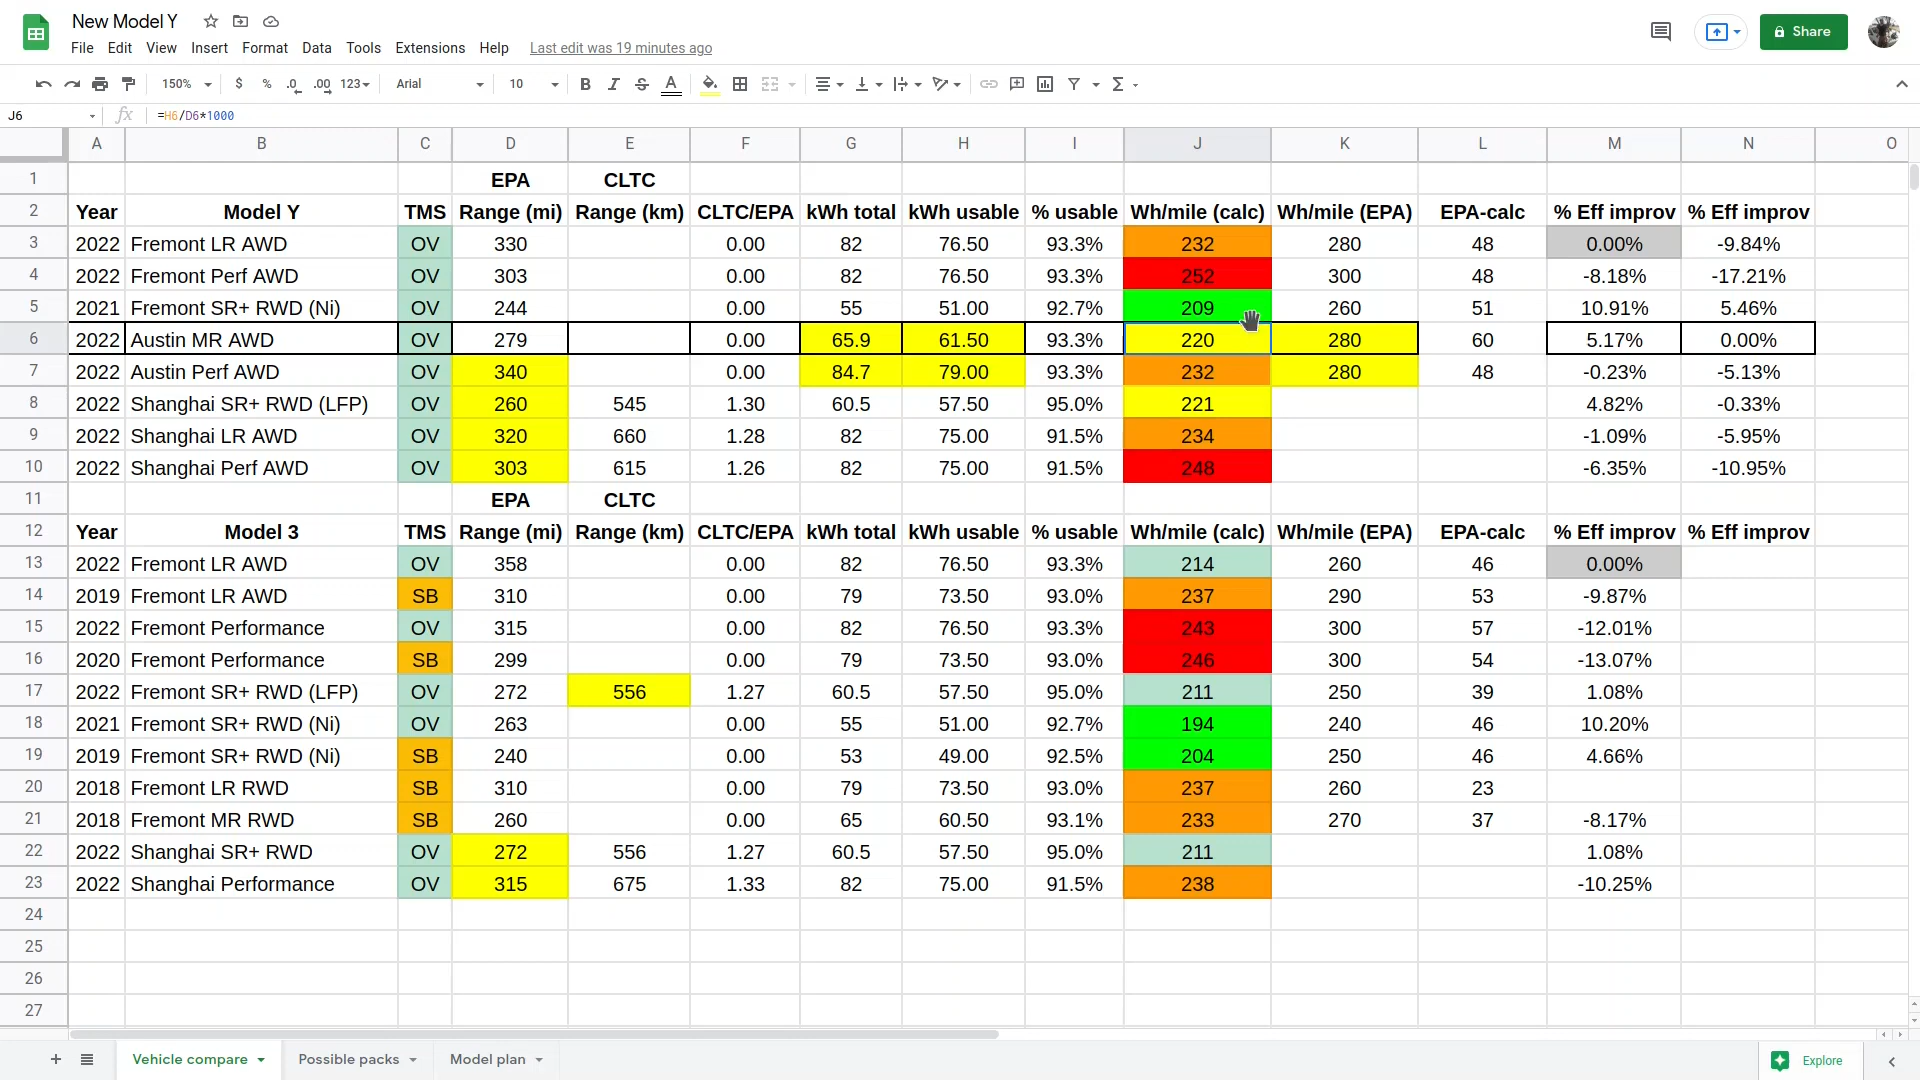 New Model Y
File Edit View Insert Format Data Tools Extensions Help Last edit was 19 minutes ago
Share
150% $ % .0 .00 123 Arial 10 B I S A Σ
J6 fx =H6/D6*1000
A B C D E F G H I J K L M N O
1 EPA CLTC
2 Year Model Y TMS Range (mi) Range (km) CLTC/EPA kWh total kWh usable % usable Wh/mile (calc) Wh/mile (EPA) EPA-calc % Eff improv % Eff improv
3 2022 Fremont LR AWD OV 330 0.00 82 76.50 93.3% 232 280 48 0.00% -9.84%
4 2022 Fremont Perf AWD OV 303 0.00 82 76.50 93.3% 252 300 48 -8.18% -17.21%
5 2021 Fremont SR+ RWD (Ni) OV 244 0.00 55 51.00 92.7% 209 260 51 10.91% 5.46%
6 2022 Austin MR AWD OV 279 0.00 65.9 61.50 93.3% 220 280 60 5.17% 0.00%
7 2022 Austin Perf AWD OV 340 0.00 84.7 79.00 93.3% 232 280 48 -0.23% -5.13%
8 2022 Shanghai SR+ RWD (LFP) OV 260 545 1.30 60.5 57.50 95.0% 221 4.82% -0.33%
9 2022 Shanghai LR AWD OV 320 660 1.28 82 75.00 91.5% 234 -1.09% -5.95%
10 2022 Shanghai Perf AWD OV 303 615 1.26 82 75.00 91.5% 248 -6.35% -10.95%
11 EPA CLTC
12 Year Model 3 TMS Range (mi) Range (km) CLTC/EPA kWh total kWh usable % usable Wh/mile (calc) Wh/mile (EPA) EPA-calc % Eff improv % Eff improv
13 2022 Fremont LR AWD OV 358 0.00 82 76.50 93.3% 214 260 46 0.00%
14 2019 Fremont LR AWD SB 310 0.00 79 73.50 93.0% 237 290 53 -9.87%
15 2022 Fremont Performance OV 315 0.00 82 76.50 93.3% 243 300 57 -12.01%
16 2020 Fremont Performance SB 299 0.00 79 73.50 93.0% 246 300 54 -13.07%
17 2022 Fremont SR+ RWD (LFP) OV 272 556 1.27 60.5 57.50 95.0% 211 250 39 1.08%
18 2021 Fremont SR+ RWD (Ni) OV 263 0.00 55 51.00 92.7% 194 240 46 10.20%
19 2019 Fremont SR+ RWD (Ni) SB 240 0.00 53 49.00 92.5% 204 250 46 4.66%
20 2018 Fremont LR RWD SB 310 0.00 79 73.50 93.0% 237 260 23
21 2018 Fremont MR RWD SB 260 0.00 65 60.50 93.1% 233 270 37 -8.17%
22 2022 Shanghai SR+ RWD OV 272 556 1.27 60.5 57.50 95.0% 211 1.08%
23 2022 Shanghai Performance OV 315 675 1.33 82 75.00 91.5% 238 -10.25%
24
25
26
27
Vehicle compare Possible packs Model plan Explore